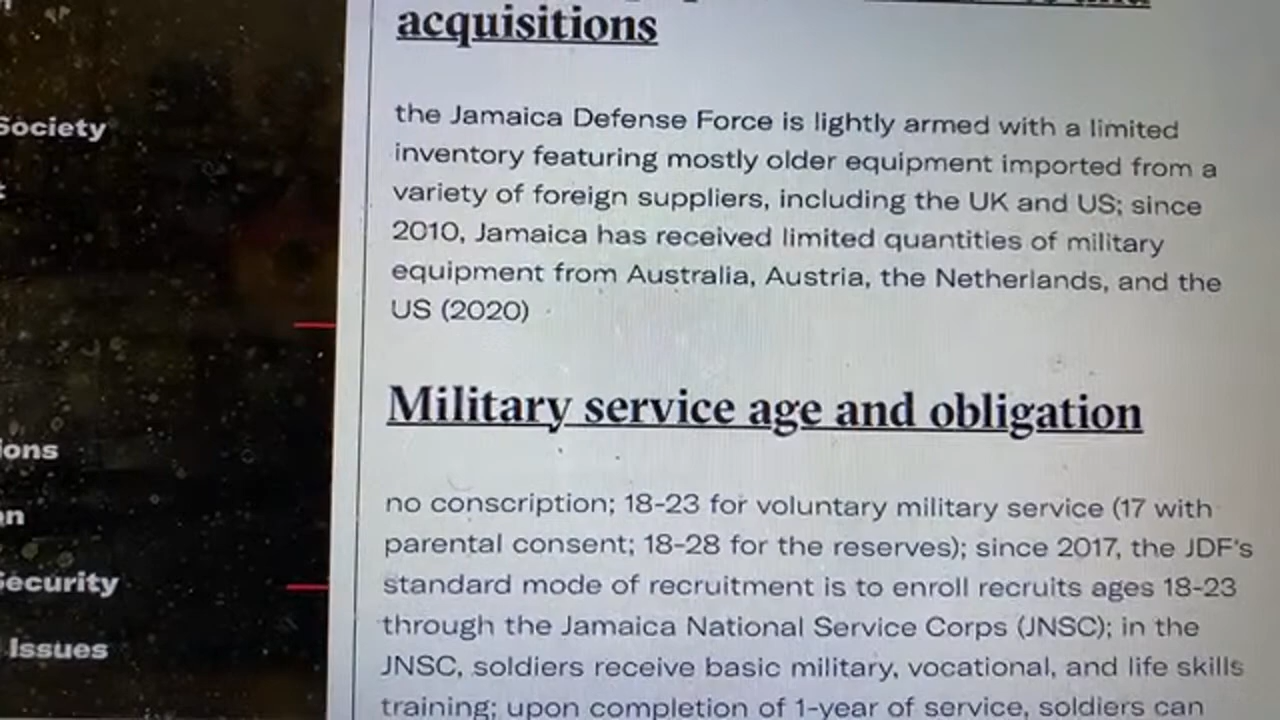 acquisitions
the Jamaica Defense Force is lightly armed with a limited
inventory featuring mostly older equipment imported from a
variety of foreign suppliers, including the UK and US; since
2010, Jamaica has received limited quantities of military
equipment from Australia, Austria, the Netherlands, and the
US (2020)
Military service age and obligation
no conscription; 18-23 for voluntary military service (17 with
parental consent; 18-28 for the reserves); since 2017, the JDF's
standard mode of recruitment is to enroll recruits ages 18-23
through the Jamaica National Service Corps (JNSC); in the
JNSC, soldiers receive basic military, vocational, and life skills
training; upon completion of 1-year of service, soldiers can
Society
ions
en
Security
Issues